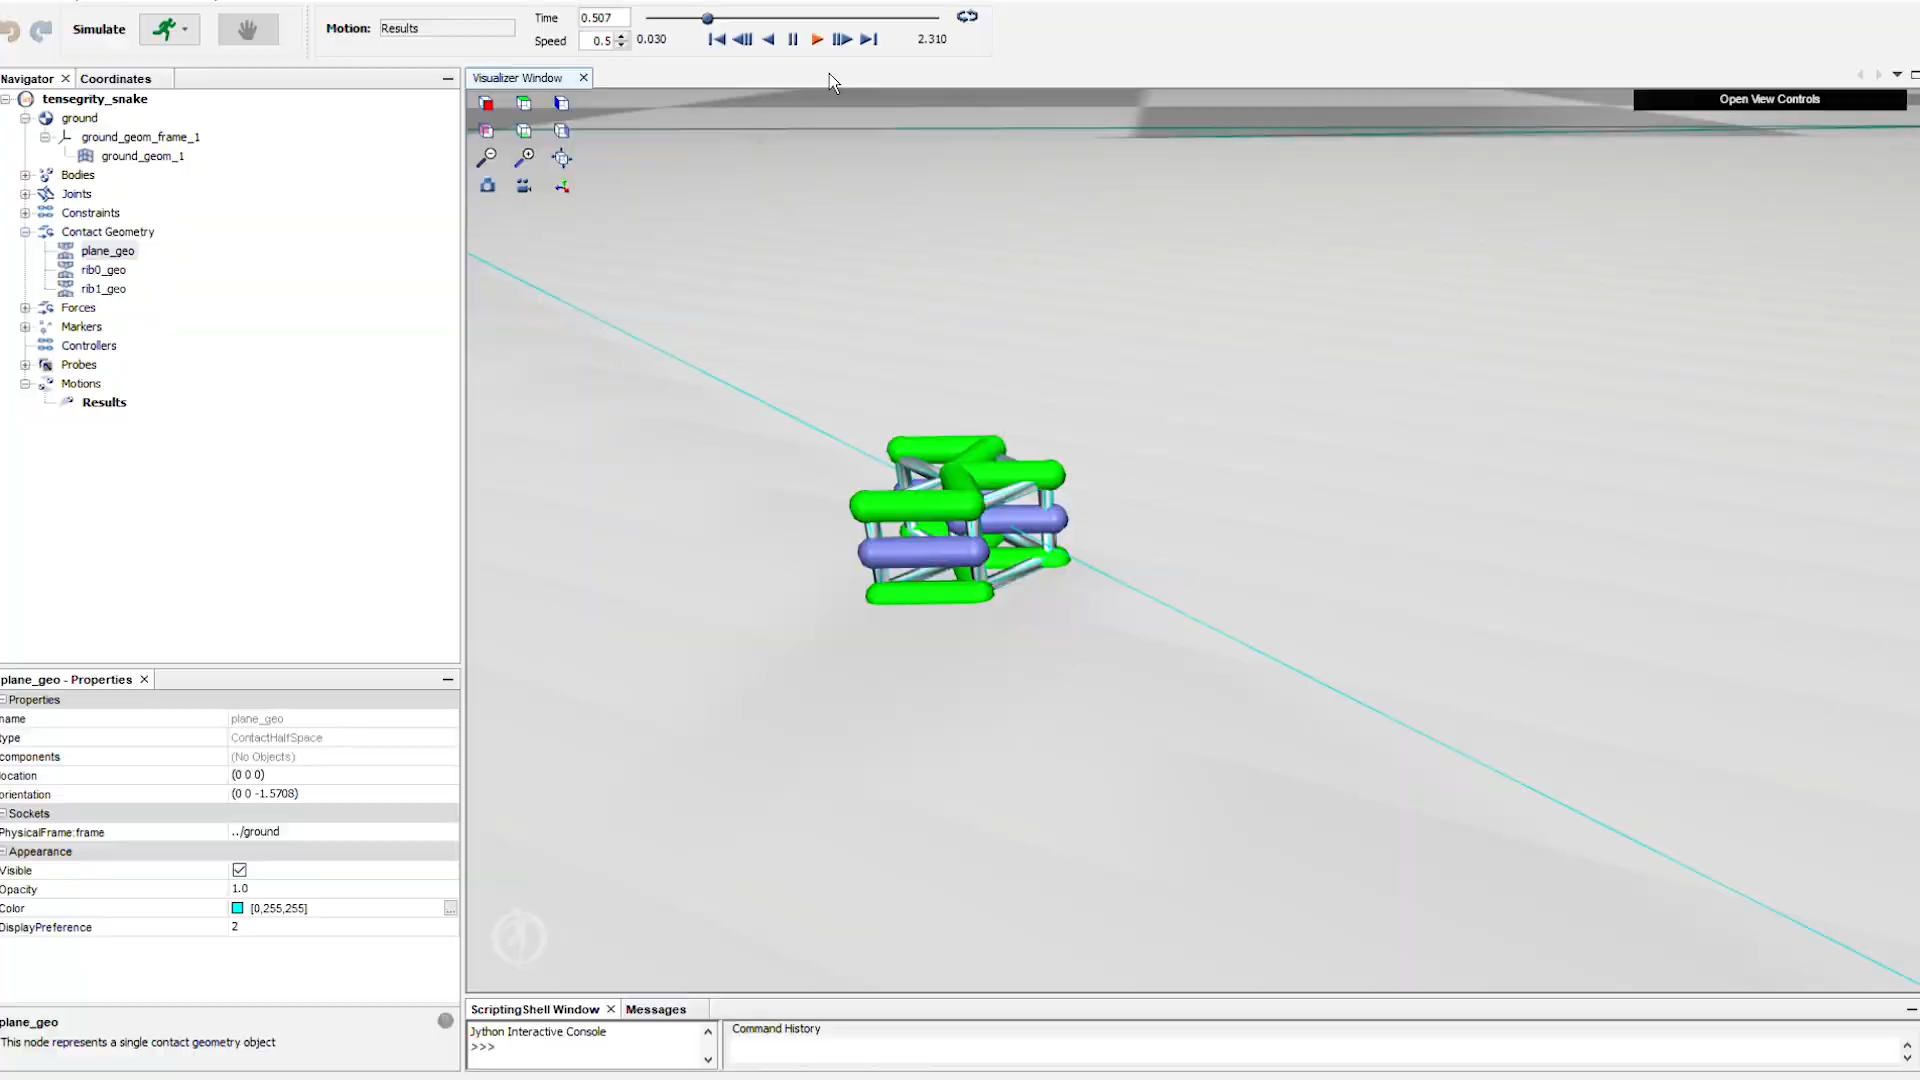 Simulate
Motion: Results
Time 0.507
Speed 0.5 0.030 2.310
Navigator
Coordinates
Visualizer Window
Open View Controls
tensegrity_snake
ground
ground_geom_frame_1
ground_geom_1
Bodies
Joints
Constraints
Contact Geometry
plane_geo
rib0_geo
rib1_geo
Forces
Markers
Controllers
Probes
Motions
Results
plane_geo - Properties
Properties
name plane_geo
type ContactHalfSpace
components (No Objects)
location (0 0 0)
orientation (0 0 -1.5708)
Sockets
PhysicalFrame:frame ../ground
Appearance
Visible
Opacity 1.0
Color [0,255,255] ...
DisplayPreference 2
plane_geo
This node represents a single contact geometry object
ScriptingShell Window
Messages
Jython Interactive Console
>>>
Command History